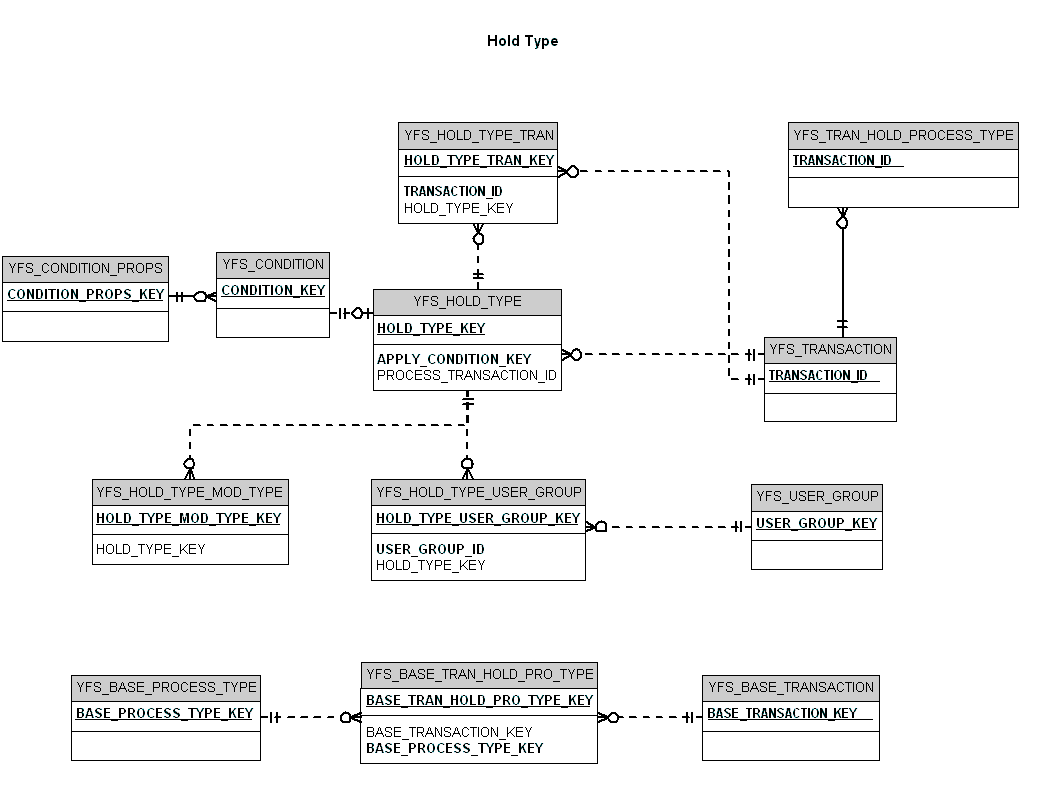 Hold Type
YFS_HOLD_TYPE_TRAN
HOLD_TYPE_TRAN_KEY
TRANSACTION_ID
HOLD_TYPE_KEY
YFS_TRAN_HOLD_PROCESS_TYPE
TRANSACTION_ID
YFS_CONDITION_PROPS
CONDITION_PROPS_KEY
YFS_CONDITION
CONDITION_KEY
YFS_HOLD_TYPE
HOLD_TYPE_KEY
APPLY_CONDITION_KEY
PROCESS_TRANSACTION_ID
YFS_TRANSACTION
TRANSACTION_ID
YFS_HOLD_TYPE_MOD_TYPE
HOLD_TYPE_MOD_TYPE_KEY
HOLD_TYPE_KEY
YFS_HOLD_TYPE_USER_GROUP
HOLD_TYPE_USER_GROUP_KEY
USER_GROUP_ID
HOLD_TYPE_KEY
YFS_USER_GROUP
USER_GROUP_KEY
YFS_BASE_PROCESS_TYPE
BASE_PROCESS_TYPE_KEY
YFS_BASE_TRAN_HOLD_PRO_TYPE
BASE_TRAN_HOLD_PRO_TYPE_KEY
BASE_TRANSACTION_KEY
BASE_PROCESS_TYPE_KEY
YFS_BASE_TRANSACTION
BASE_TRANSACTION_KEY